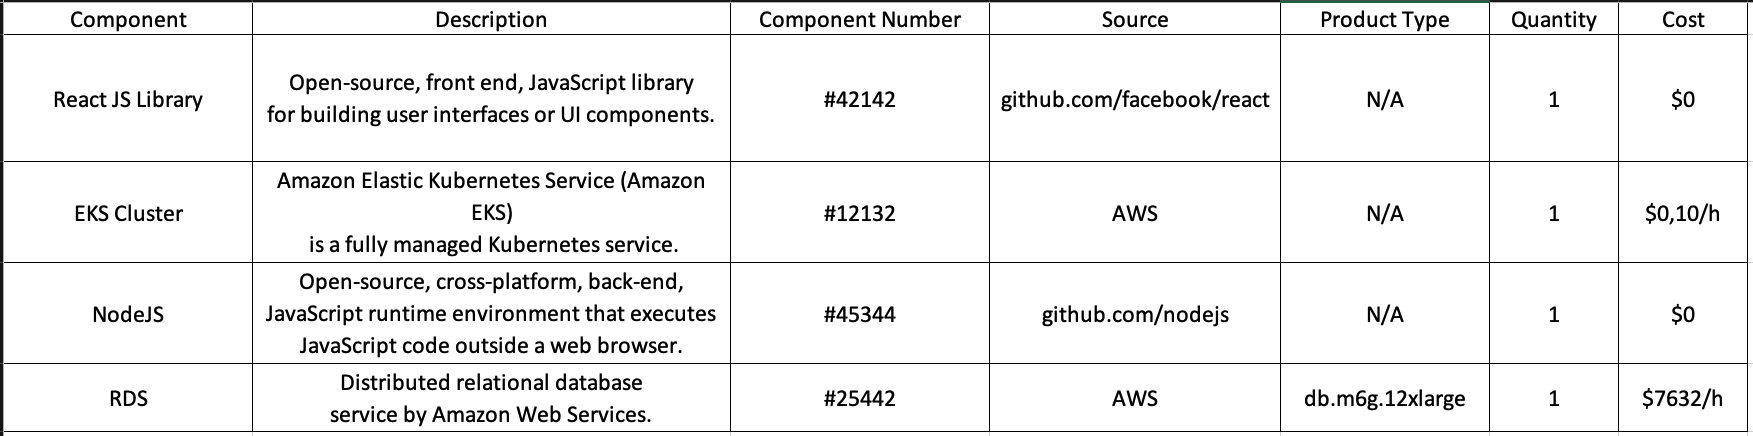 Component Description Component Number Source Product Type Quantity Cost
React JS Library
Open-source, front end, JavaScript library
for building user interfaces or UI components.
#42142
github.com/facebook/react
N/A
1
$0
EKS Cluster
Amazon Elastic Kubernetes Service (Amazon
EKS)
is a fully managed Kubernetes service.
#12132
AWS
N/A
1
$0,10/h
NodeJS
Open-source, cross-platform, back-end,
JavaScript runtime environment that executes
JavaScript code outside a web browser.
#45344
github.com/nodejs
N/A
1
$0
RDS
Distributed relational database
service by Amazon Web Services.
#25442
AWS
db.m6g.12xlarge
1
$7632/h